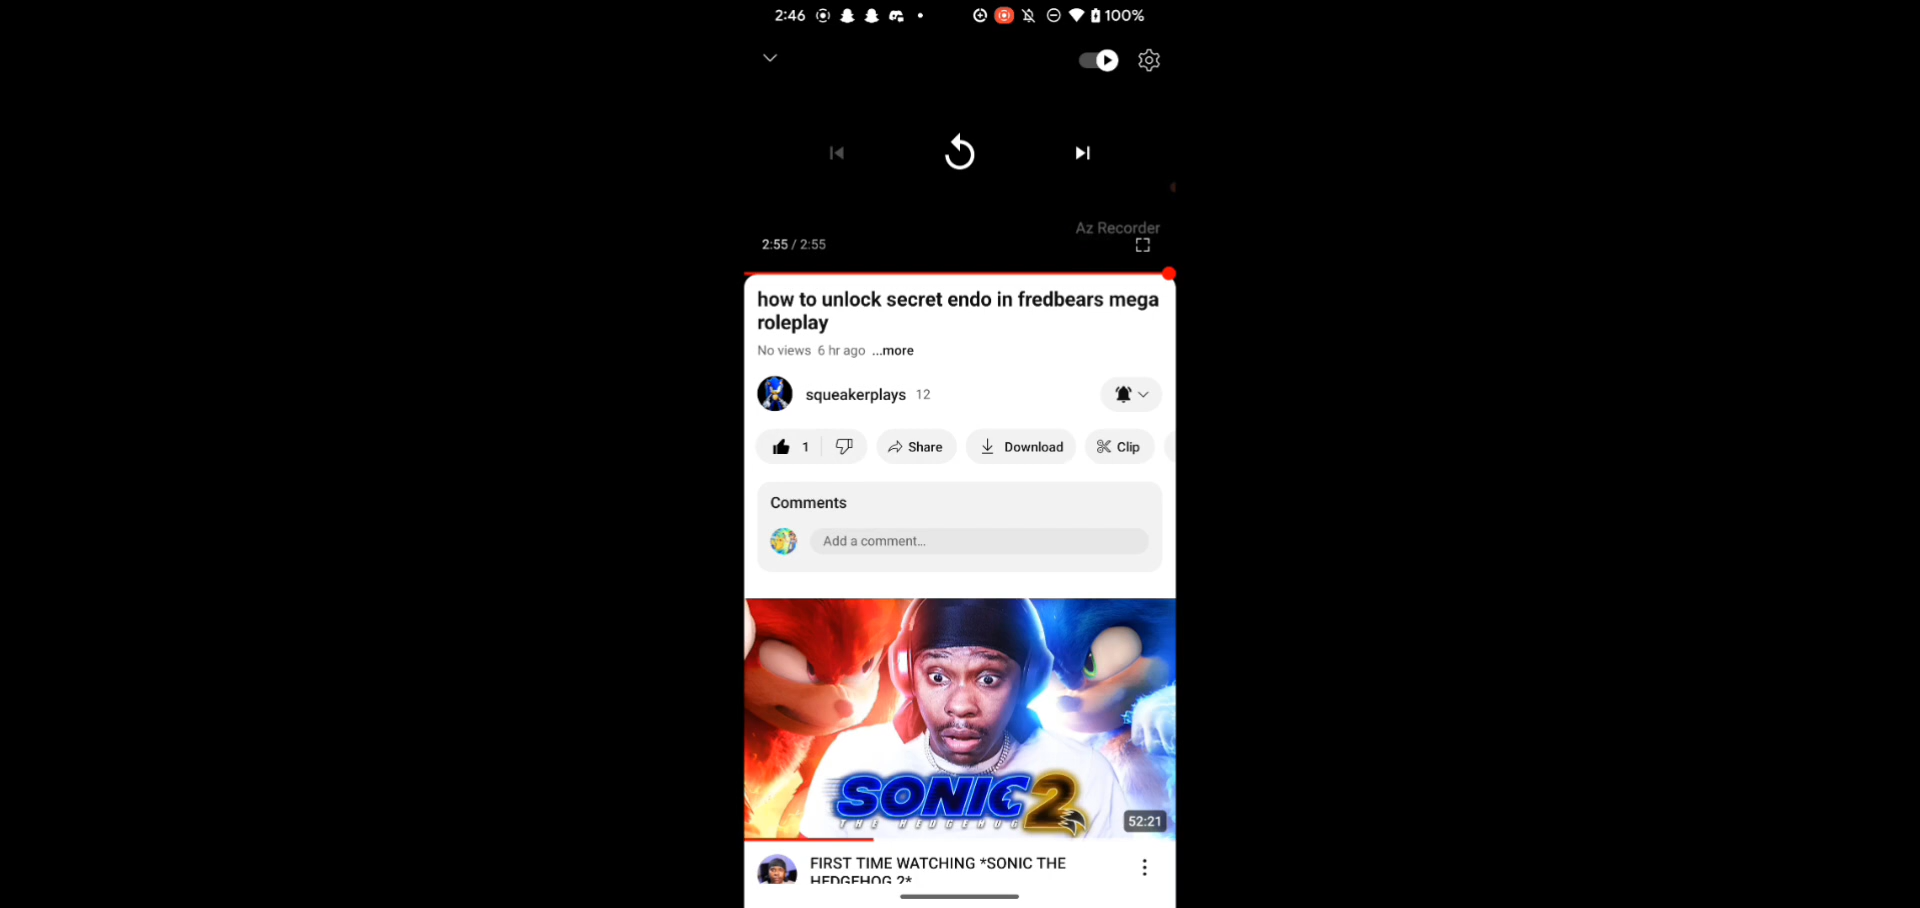 2:46
100%
Az Recorder
2:55 / 2:55
how to unlock secret endo in fredbears mega
roleplay
No views 6 hr ago ...more
squeakerplays 12
1
Share
Download
Clip
Comments
Add a comment...
SONIC 2
THE HEDGEHOG
52:21
FIRST TIME WATCHING *SONIC THE
HEDGEHOG 2*